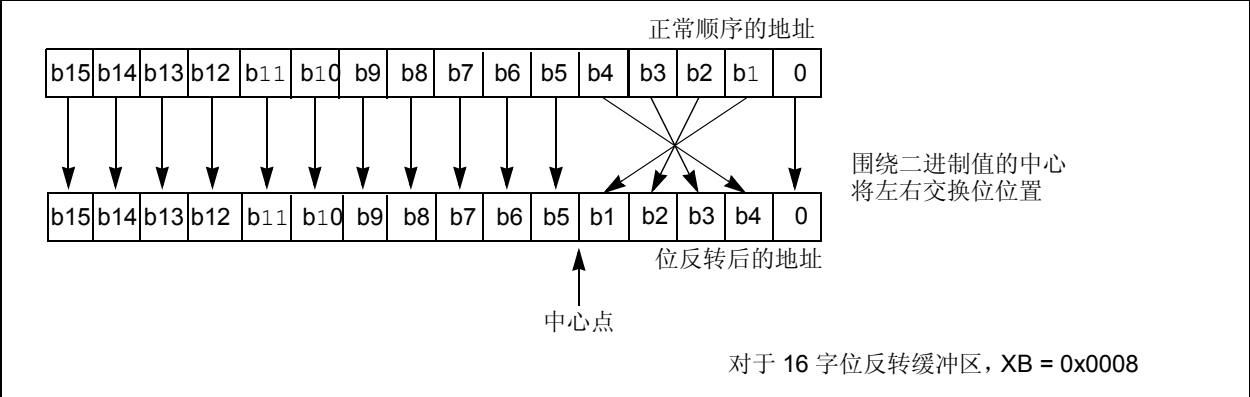 正常顺序的地址
b15 b14 b13 b12 b11 b10 b9 b8 b7 b6 b5 b4 b3 b2 b1 0
围绕二进制值的中心
将左右交换位位置
b15 b14 b13 b12 b11 b10 b9 b8 b7 b6 b5 b1 b2 b3 b4 0
位反转后的地址
中心点
对于 16 字位反转缓冲区，XB = 0x0008